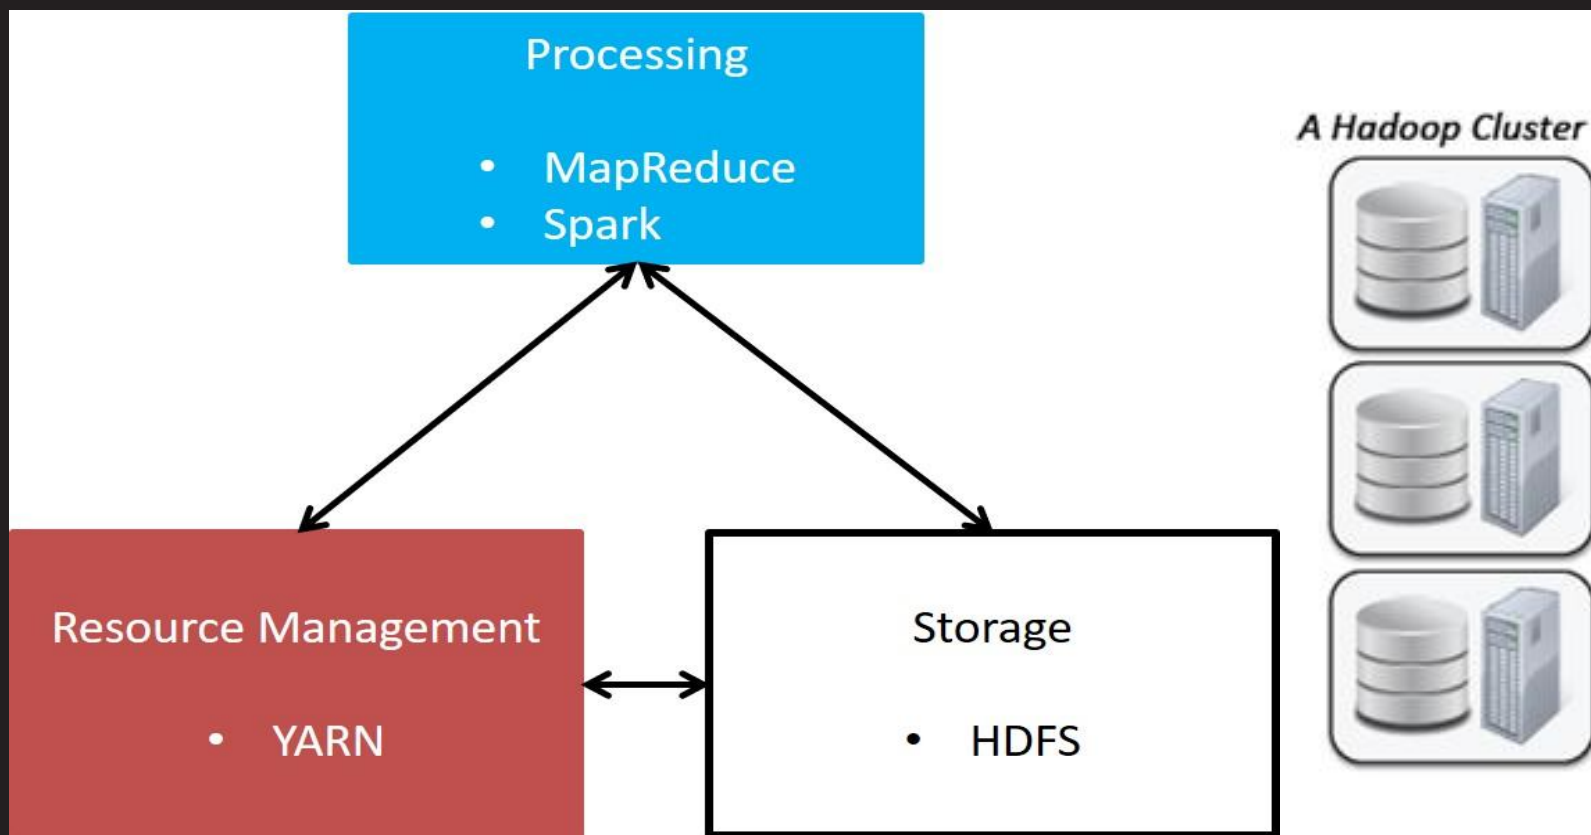 Processing
• MapReduce
• Spark
A Hadoop Cluster
Resource Management
• YARN
Storage
• HDFS